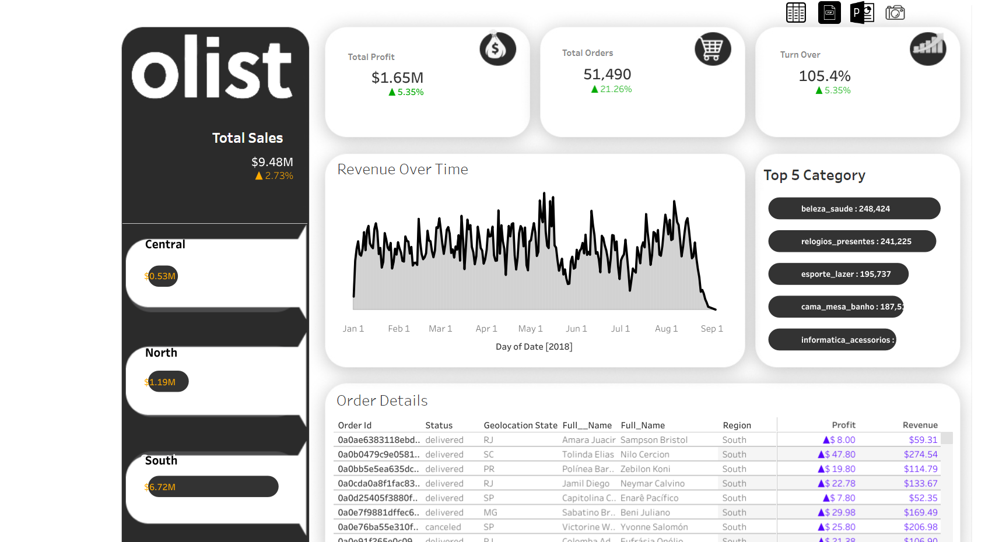 olist
Total Sales
$9.48M
▲ 2.73%
Central
$0.53M
North
$1.19M
South
$6.72M
Total Profit
$1.65M
▲ 5.35%
Total Orders
51,490
▲ 21.26%
Turn Over
105.4%
▲ 5.35%
Revenue Over Time
Jan 1 Feb 1 Mar 1 Apr 1 May 1 Jun 1 Jul 1 Aug 1 Sep 1
Day of Date [2018]
Top 5 Category
beleza_saude : 248,424
relogios_presentes : 241,225
esporte_lazer : 195,737
cama_mesa_banho : 187,51
informatica_acessorios :
Order Details
Order Id Status Geolocation State Full__Name Full_Name Region Profit Revenue
0a0ae6383118ebd.. delivered RJ Amara Juacir Sampson Bristol South ▲$ 8.00 $59.31
0a0b0479c9e0581.. delivered SC Tolinda Elias Nilo Cercion South ▲$ 47.80 $274.54
0a0bb5e5ea635dc.. delivered PR Polínea Bar.. Zebilon Koni South ▲$ 19.80 $114.79
0a0cda0a8f1fac83.. delivered RJ Jamil Diego Neymar Calvino South ▲$ 22.78 $133.67
0a0d25405f3880f.. delivered SP Capitolina C.. Enarê Pacífico South ▲$ 7.80 $52.35
0a0e7f9881dffec6.. delivered MG Sabatino Br.. Beni Juliano South ▲$ 29.98 $169.49
0a0e76ba55e310f.. canceled SP Victorine W.. Yvonne Salomón South ▲$ 25.80 $206.98
0a0e91f265e0c09.. delivered RJ Colomba Ad.. Eufrásia Onélio South ▲$ 21.38 $106.90